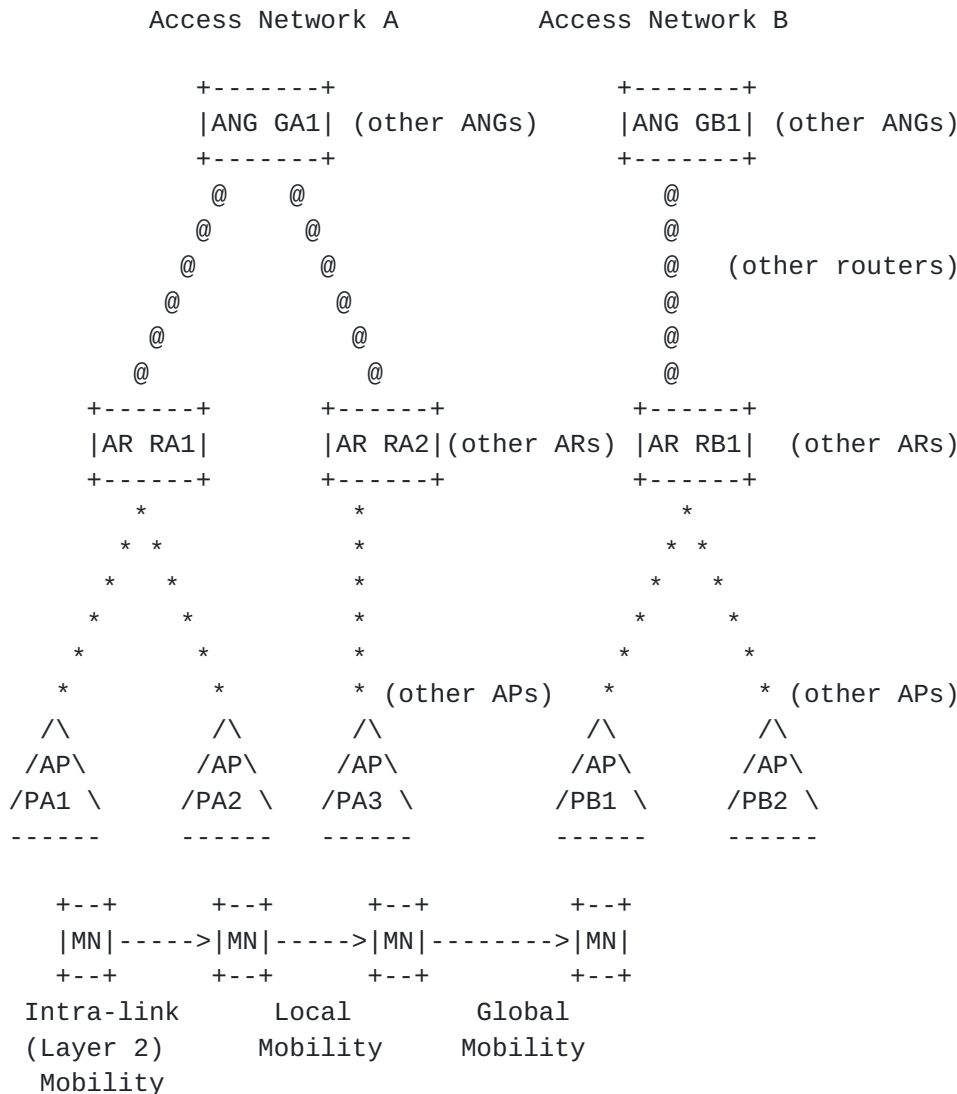 Access Network A          Access Network B
+-------+                  +-------+
|ANG GA1| (other ANGs)     |ANG GB1| (other ANGs)
+-------+                  +-------+
@    @                       @
@      @                      @
@        @                     @   (other routers)
@          @                    @
@            @                   @
@              @                  @
+------+       +------+            +------+
|AR RA1|       |AR RA2|(other ARs) |AR RB1|  (other ARs)
+------+       +------+            +------+
*             *                    *
* *            *                   * *
*   *           *                  *   *
*     *          *                 *     *
*       *         *                *       *
*         *        * (other APs)   *         * (other APs)
/\         /\       /\             /\         /\
/AP\       /AP\     /AP\           /AP\       /AP\
/PA1 \     /PA2 \   /PA3 \         /PB1 \     /PB2 \
------     ------   ------         ------     ------
+--+      +--+      +--+         +--+
|MN|----->|MN|----->|MN|-------->|MN|
+--+      +--+      +--+         +--+
Intra-link      Local          Global
(Layer 2)      Mobility     Mobility
Mobility